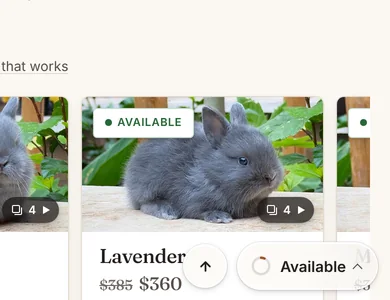 that works
AVAILABLE
4
4
Lavender
$385 $360
Available